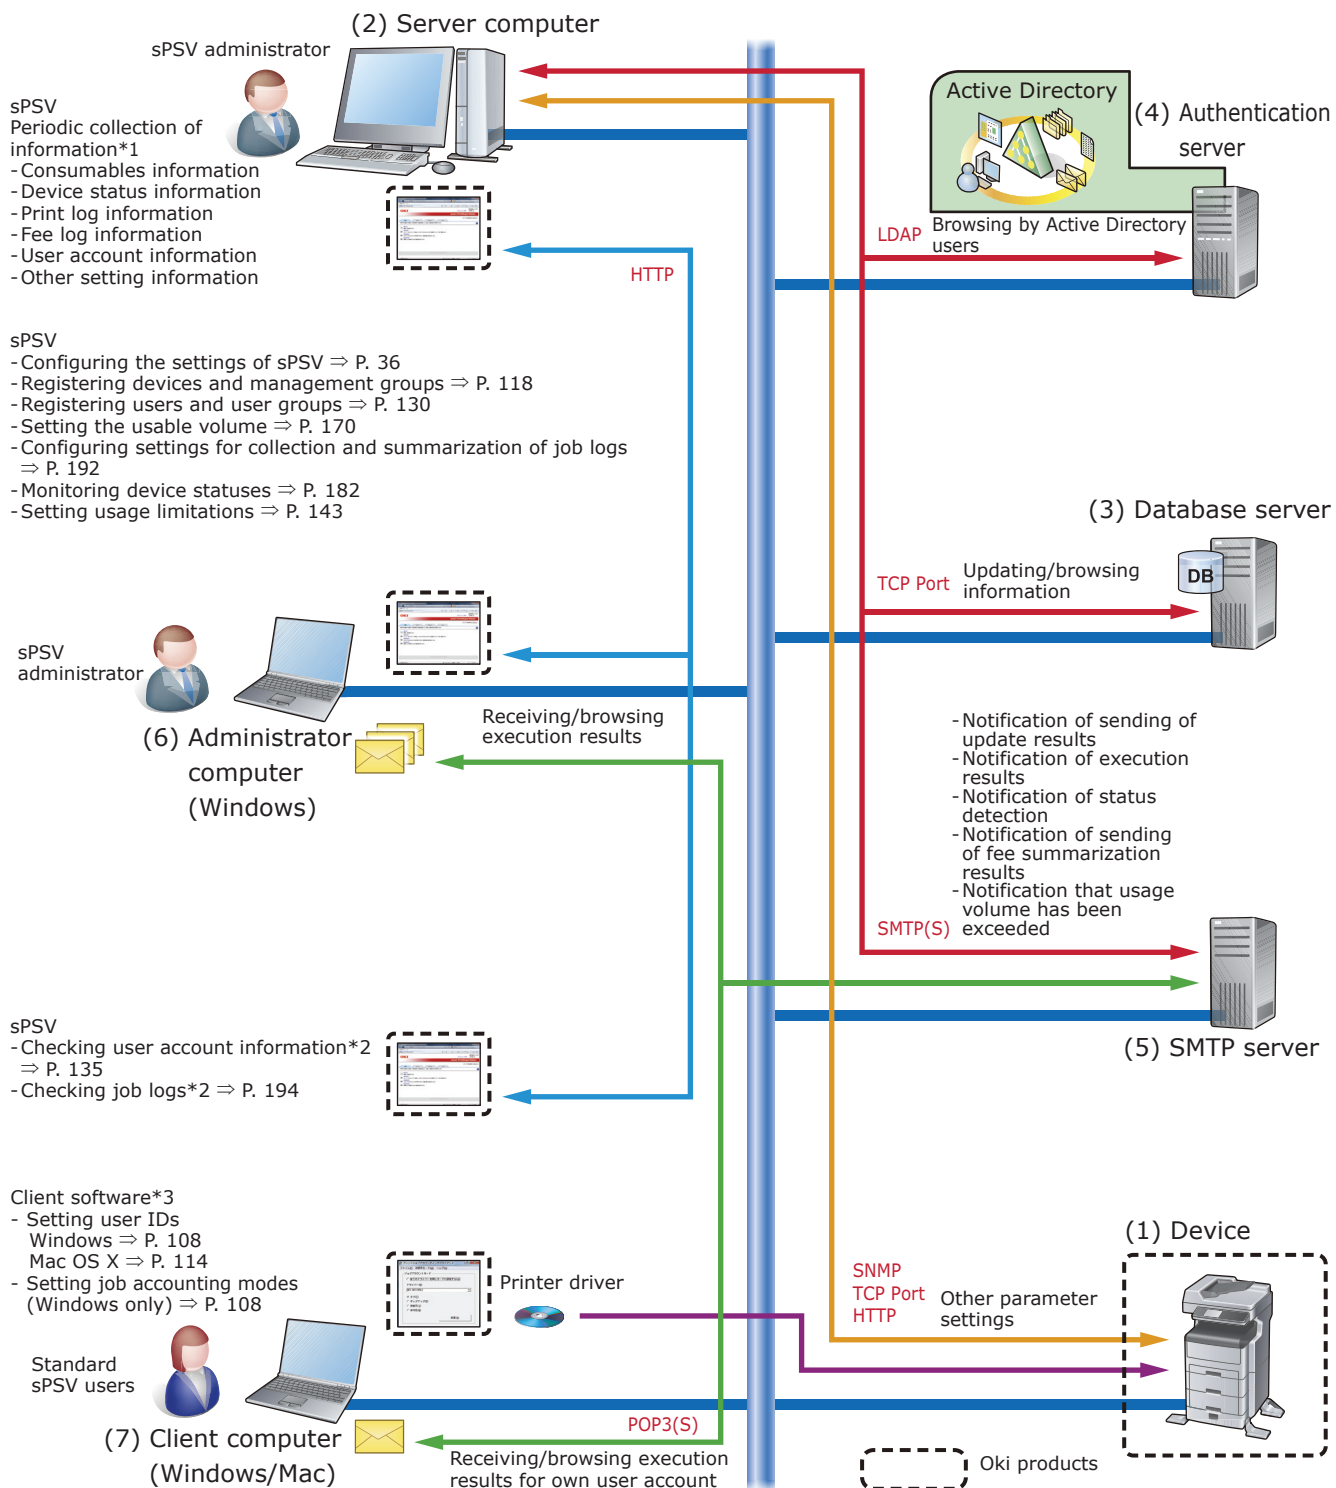 (2) Server computer
sPSV administrator
sPSV
Periodic collection of
information*1
-Consumables information
-Device status information
-Print log information
-Fee log information
-User account information
-Other setting information
HTTP
Active Directory
(4) Authentication
server
LDAP
Browsing by Active Directory
users
sPSV
-Configuring the settings of sPSV ⇒ P. 36
-Registering devices and management groups ⇒ P. 118
-Registering users and user groups ⇒ P. 130
-Setting the usable volume ⇒ P. 170
-Configuring settings for collection and summarization of job logs
⇒ P. 192
-Monitoring device statuses ⇒ P. 182
-Setting usage limitations ⇒ P. 143
(3) Database server
DB
TCP Port
Updating/browsing
information
sPSV
administrator
(6) Administrator
computer
(Windows)
Receiving/browsing
execution results
-Notification of sending of
update results
-Notification of execution
results
-Notification of status
detection
-Notification of sending
of fee summarization
results
-Notification that usage
volume has been
exceeded
SMTP(S)
(5) SMTP server
sPSV
-Checking user account information*2
⇒ P. 135
-Checking job logs*2 ⇒ P. 194
Client software*3
- Setting user IDs
Windows ⇒ P. 108
Mac OS X ⇒ P. 114
- Setting job accounting modes
(Windows only) ⇒ P. 108
Printer driver
(1) Device
SNMP
TCP Port
HTTP
Other parameter
settings
Standard
sPSV users
(7) Client computer
(Windows/Mac)
POP3(S)
Receiving/browsing execution
results for own user account
Oki products